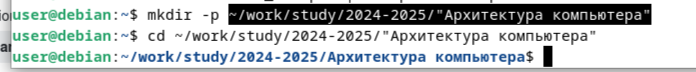 user@debian:~$ mkdir -p ~/work/study/2024-2025/"Архитектура компьютера"
user@debian:~$ cd ~/work/study/2024-2025/"Архитектура компьютера"
user@debian:~/work/study/2024-2025/Архитектура компьютера$